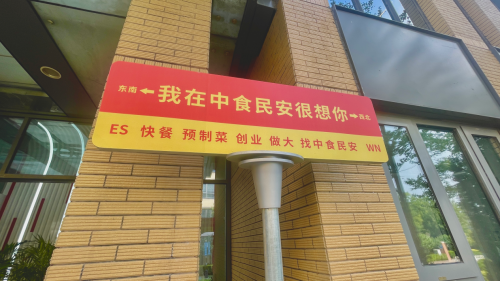 东南 ← 我在中食民安很想你 → 西北
ES 快餐 预制菜 创业 做大 找中食民安 WN